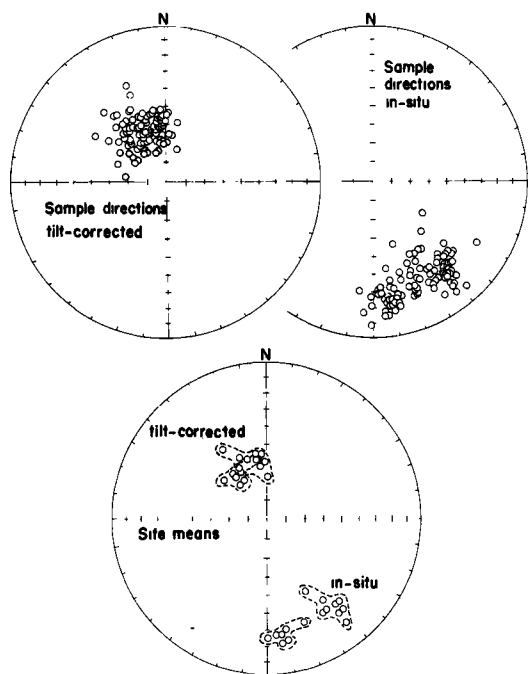 N
Sample directions
tilt-corrected
Sample
directions
in-situ
N
tilt-corrected
Site means
in-situ